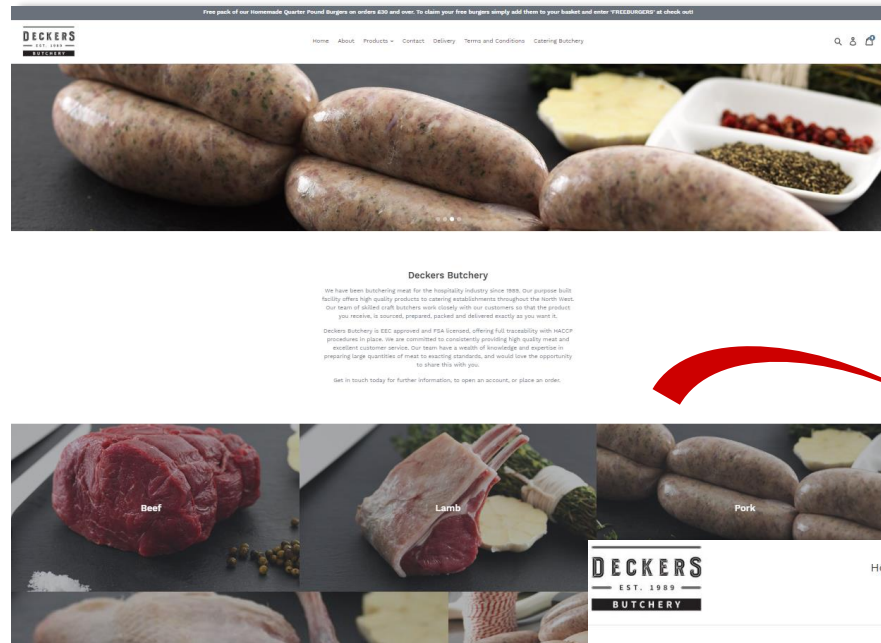 Free pack of our Homemade Quarter Pound Burgers on orders £30 and over. To claim your free burgers simply add them to your basket and enter 'FREEBURGERS' at check out!
DECKERS
EST. 1989
BUTCHERY
Home About Products Contact Delivery Terms and Conditions Catering Butchery
Deckers Butchery
We have been butchering meat for the hospitality industry since 1989. Our purpose built
facility offers high quality products to catering establishments throughout the North West.
Our team of skilled craft butchers work closely with our customers so that the product
you receive, is sourced, prepared, packed and delivered exactly as you want it.
Deckers Butchery is EEC approved and FSA licensed, offering full traceability with HACCP
procedures in place. We are committed to consistently providing high quality meat and
excellent customer service. Our team have a wealth of knowledge and expertise in
preparing large quantities of meat to exacting standards, and would love the opportunity
to share this with you.
Get in touch today for further information, to open an account, or place an order.
Beef
Lamb
Pork
DECKERS
EST. 1989
BUTCHERY